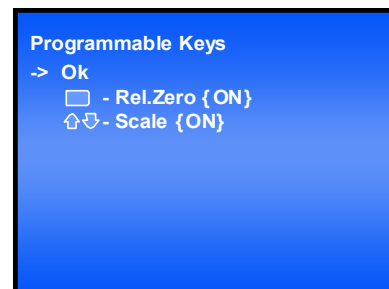 Programmable Keys
-> Ok
- Rel.Zero {ON}
- Scale {ON}